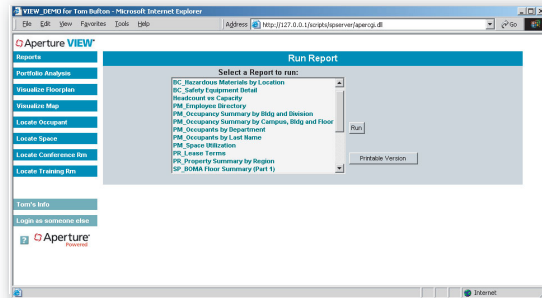 VIEW_DEMO for Tom Bufton - Microsoft Internet Explorer
File Edit View Favorites Tools Help Address http://127.0.0.1/scripts/spserver/apercgi.dll Go
Aperture VIEW™
Reports
Run Report
Portfolio Analysis
Visualize Floorplan
Visualize Map
Locate Occupant
Locate Space
Locate Conference Rm
Locate Training Rm
Tom's Info
Login as someone else
? Aperture
Powered
Select a Report to run:
BC_Hazardous Materials by Location
BC_Safety Equipment Detail
Headcount vs Capacity
PM_Employee Directory
PM_Occupancy Summary by Bldg and Division
PM_Occupancy Summary by Campus, Bldg and Floor
PM_Occupants by Department
PM_Occupants by Last Name
PM_Space Utilization
PR_Lease Terms
PR_Property Summary by Region
SP_BOMA Floor Summary (Part 1)
Run
Printable Version
Internet